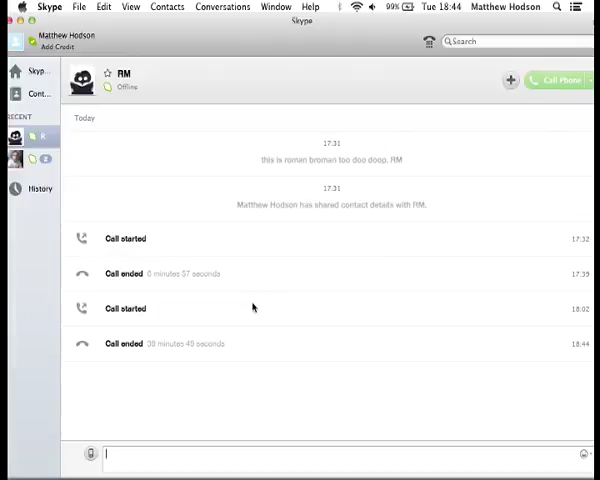 Skype File Edit View Contacts Conversations Window Help 99% Tue 18:44 Matthew Hodson
Skype
Matthew Hodson
Add Credit
Search
Skyp...
RM
Offline
Call Phone
Cont...
Today
RECENT
R
17:31
this is roman broman too doo doop. RM
2
History
17:31
Matthew Hodson has shared contact details with RM.
Call started 17:32
Call ended 6 minutes 57 seconds 17:39
Call started 18:02
Call ended 38 minutes 45 seconds 18:44